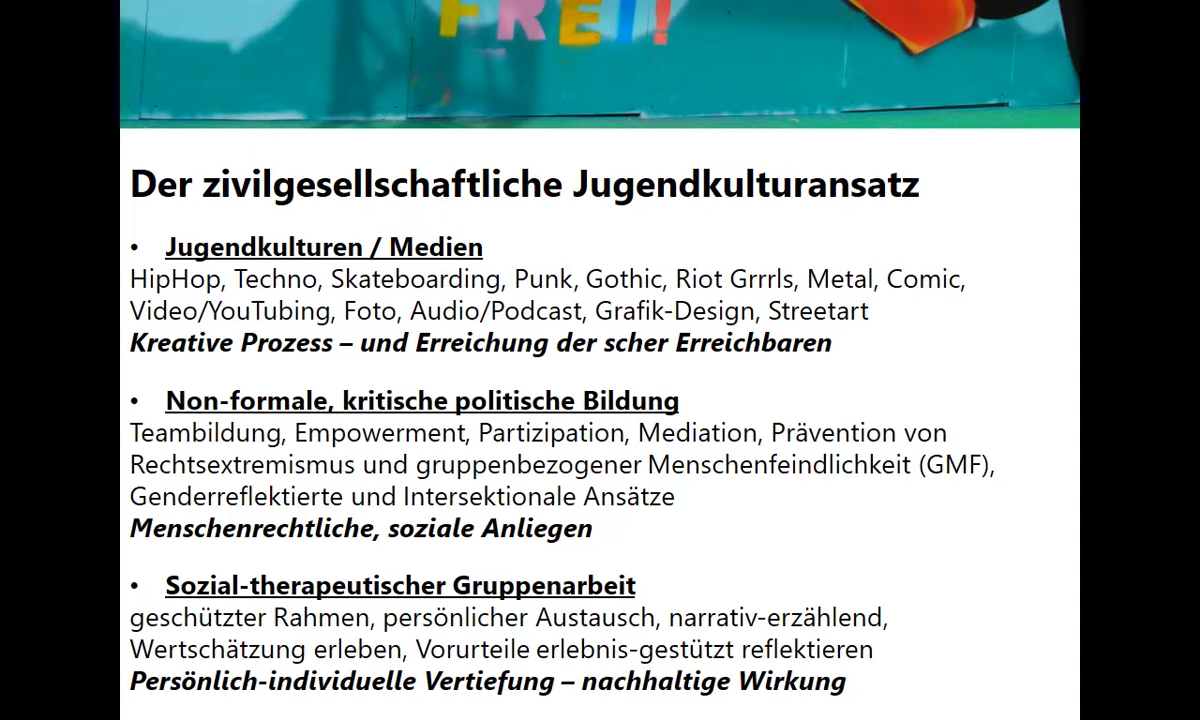 FREI!
Der zivilgesellschaftliche Jugendkulturansatz
• Jugendkulturen / Medien
HipHop, Techno, Skateboarding, Punk, Gothic, Riot Grrrls, Metal, Comic,
Video/YouTubing, Foto, Audio/Podcast, Grafik-Design, Streetart
Kreative Prozess – und Erreichung der scher Erreichbaren
• Non-formale, kritische politische Bildung
Teambildung, Empowerment, Partizipation, Mediation, Prävention von
Rechtsextremismus und gruppenbezogener Menschenfeindlichkeit (GMF),
Genderreflektierte und Intersektionale Ansätze
Menschenrechtliche, soziale Anliegen
• Sozial-therapeutischer Gruppenarbeit
geschützter Rahmen, persönlicher Austausch, narrativ-erzählend,
Wertschätzung erleben, Vorurteile erlebnis-gestützt reflektieren
Persönlich-individuelle Vertiefung – nachhaltige Wirkung